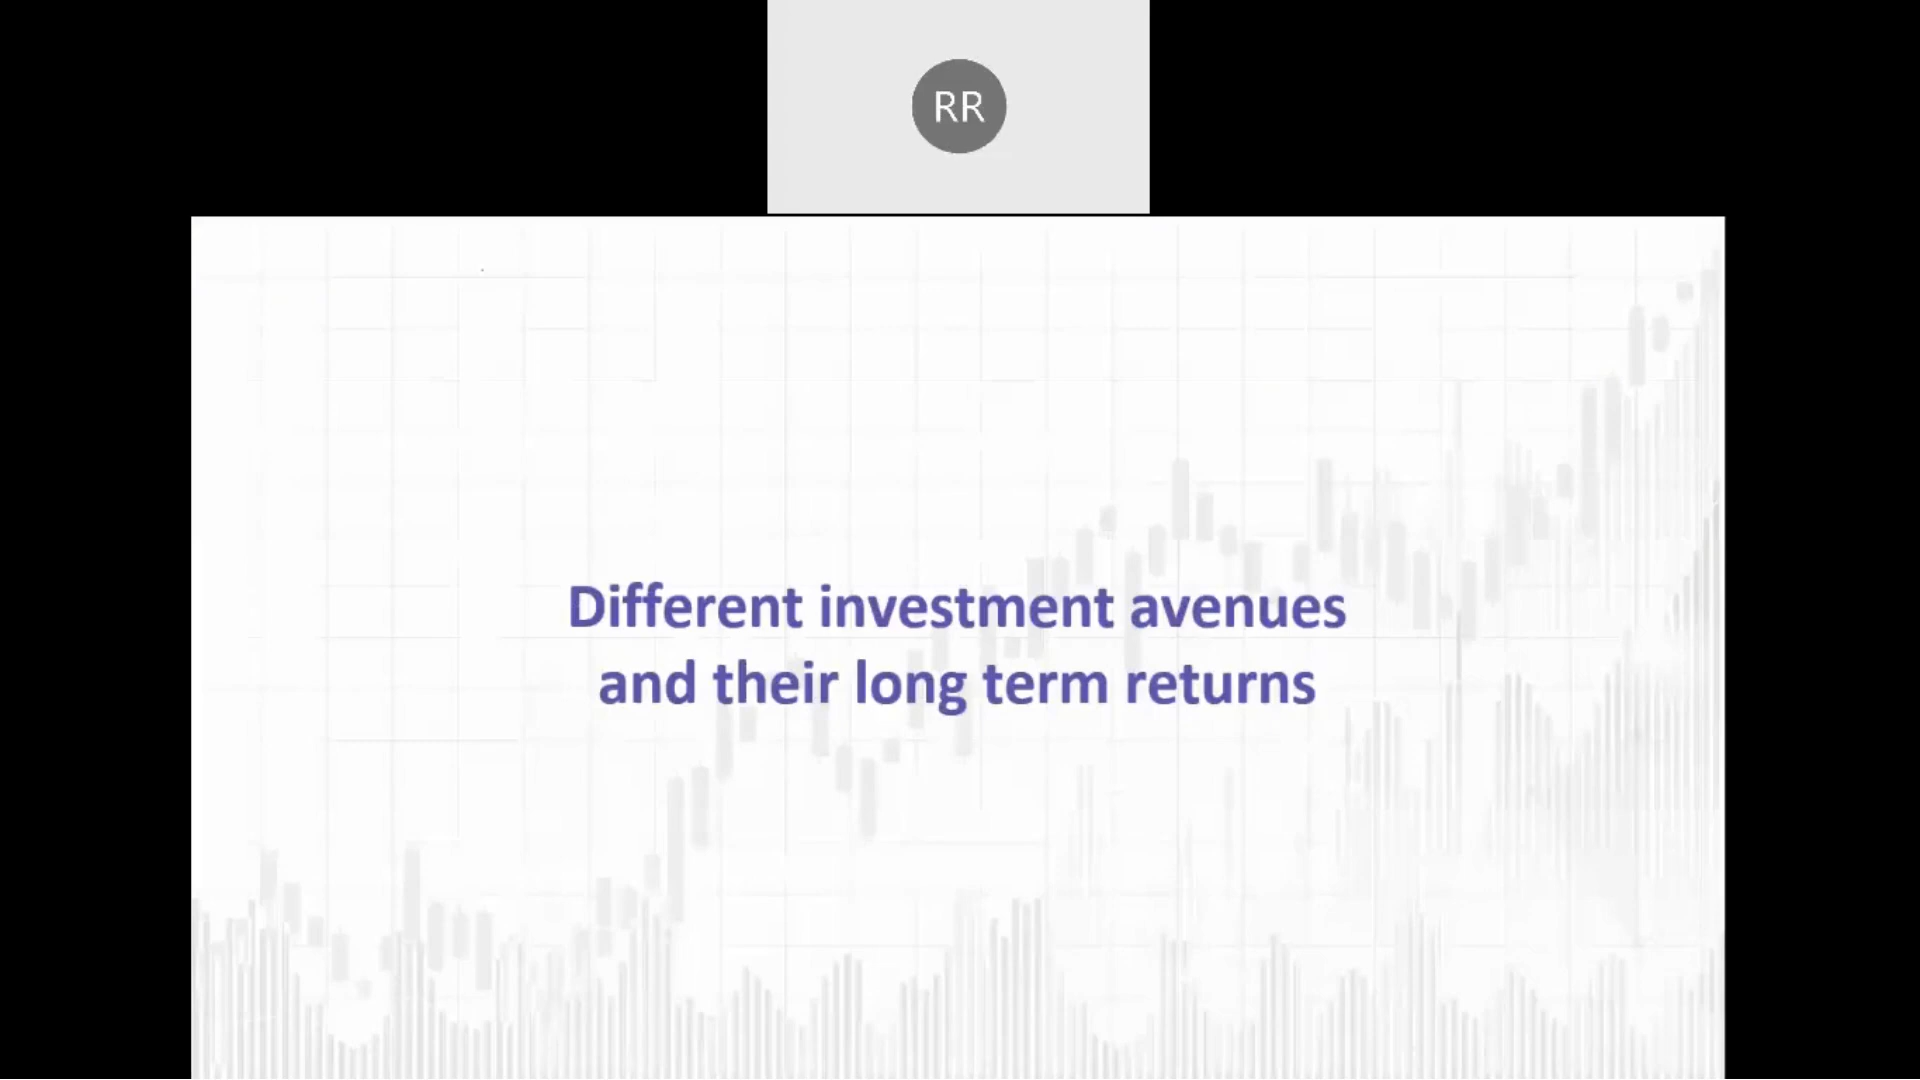 RR
Different investment avenues
and their long term returns